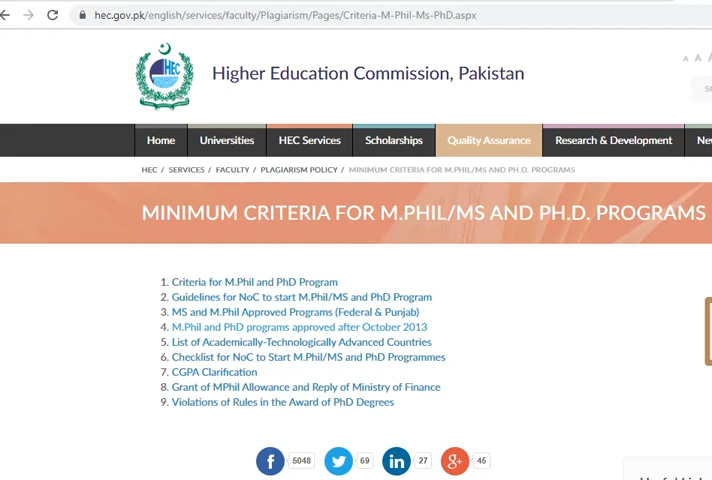 hec.gov.pk/english/services/faculty/Plagiarism/Pages/Criteria-M-Phil-Ms-PhD.aspx
HEC
Higher Education Commission, Pakistan
A A
Home Universities HEC Services Scholarships Quality Assurance Research & Development
HEC / SERVICES / FACULTY / PLAGIARISM POLICY / MINIMUM CRITERIA FOR M.PHIL/MS AND PH.D. PROGRAMS
MINIMUM CRITERIA FOR M.PHIL/MS AND PH.D. PROGRAMS
1. Criteria for M.Phil and PhD Program
2. Guidelines for NoC to start M.Phil/MS and PhD Program
3. MS and M.Phil Approved Programs (Federal & Punjab)
4. M.Phil and PhD programs approved after October 2013
5. List of Academically-Technologically Advanced Countries
6. Checklist for NoC to Start M.Phil/MS and PhD Programmes
7. CGPA Clarification
8. Grant of MPhil Allowance and Reply of Ministry of Finance
9. Violations of Rules in the Award of PhD Degrees
f 5048 69 in 27 g+ 45